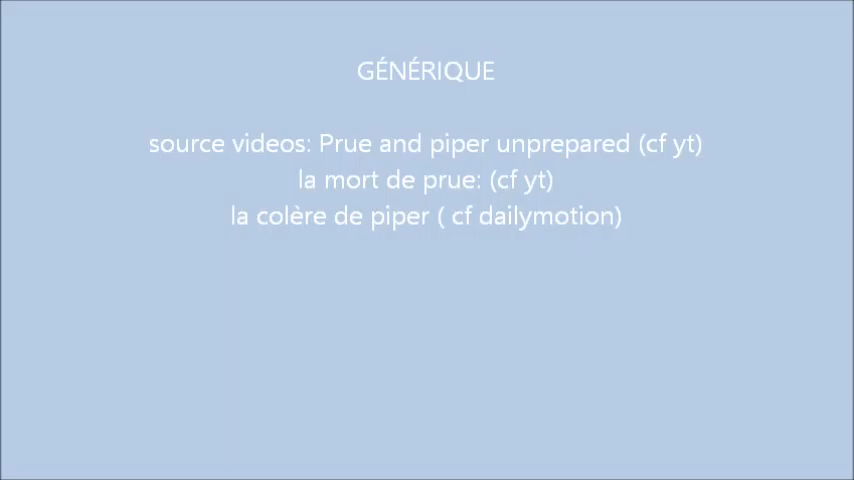 GÉNÉRIQUE
source videos: Prue and piper unprepared (cf yt)
la mort de prue: (cf yt)
la colère de piper ( cf dailymotion)